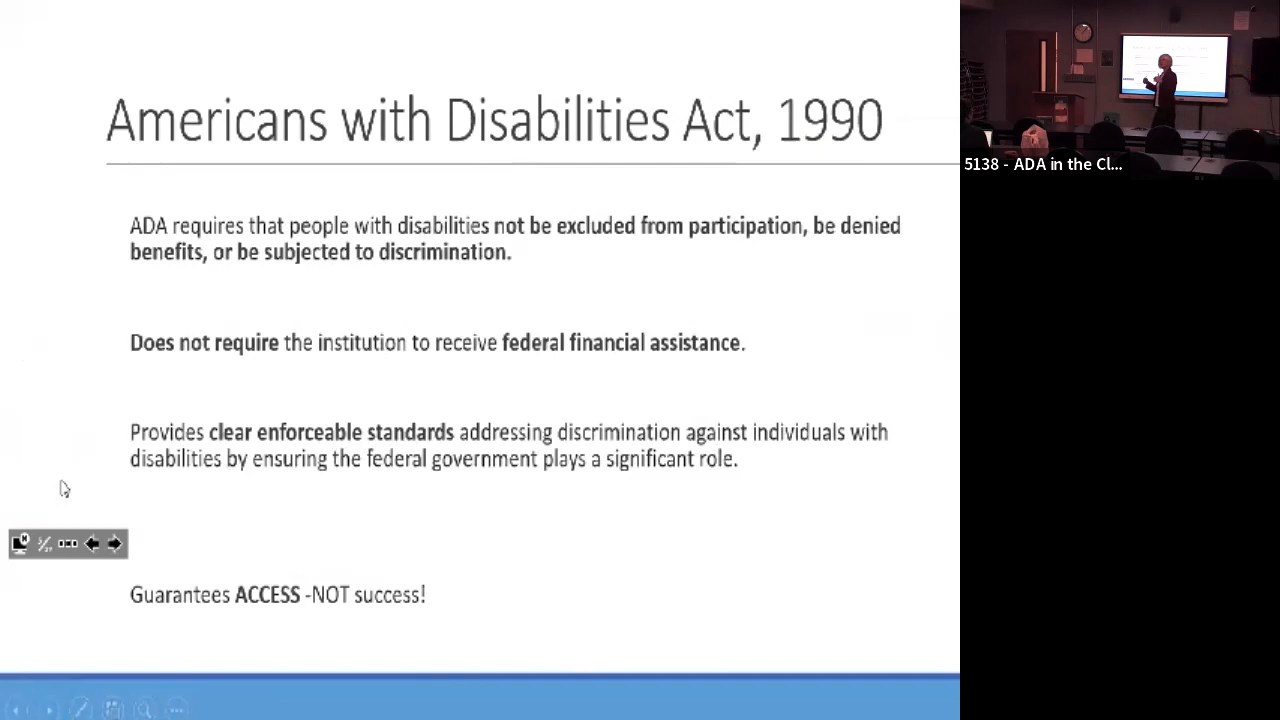 Americans with Disabilities Act, 1990
ADA requires that people with disabilities not be excluded from participation, be denied
benefits, or be subjected to discrimination.
Does not require the institution to receive federal financial assistance.
Provides clear enforceable standards addressing discrimination against individuals with
disabilities by ensuring the federal government plays a significant role.
Guarantees ACCESS -NOT success!
5138 - ADA in the Cl...